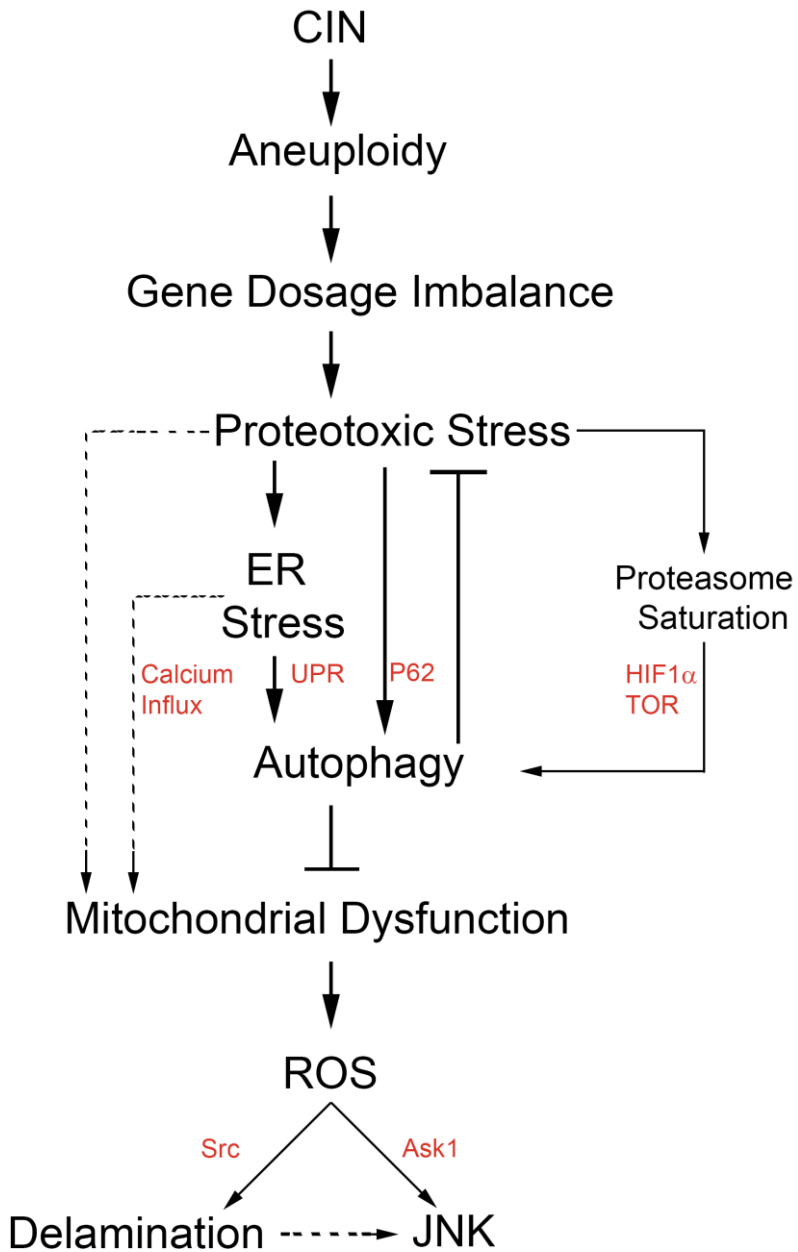 CIN
Aneuploidy
Gene Dosage Imbalance
Proteotoxic Stress
ER
Stress
Proteasome
Saturation
Calcium
Influx
UPR
P62
HIF1α
TOR
Autophagy
Mitochondrial Dysfunction
ROS
Src
Ask1
Delamination
JNK